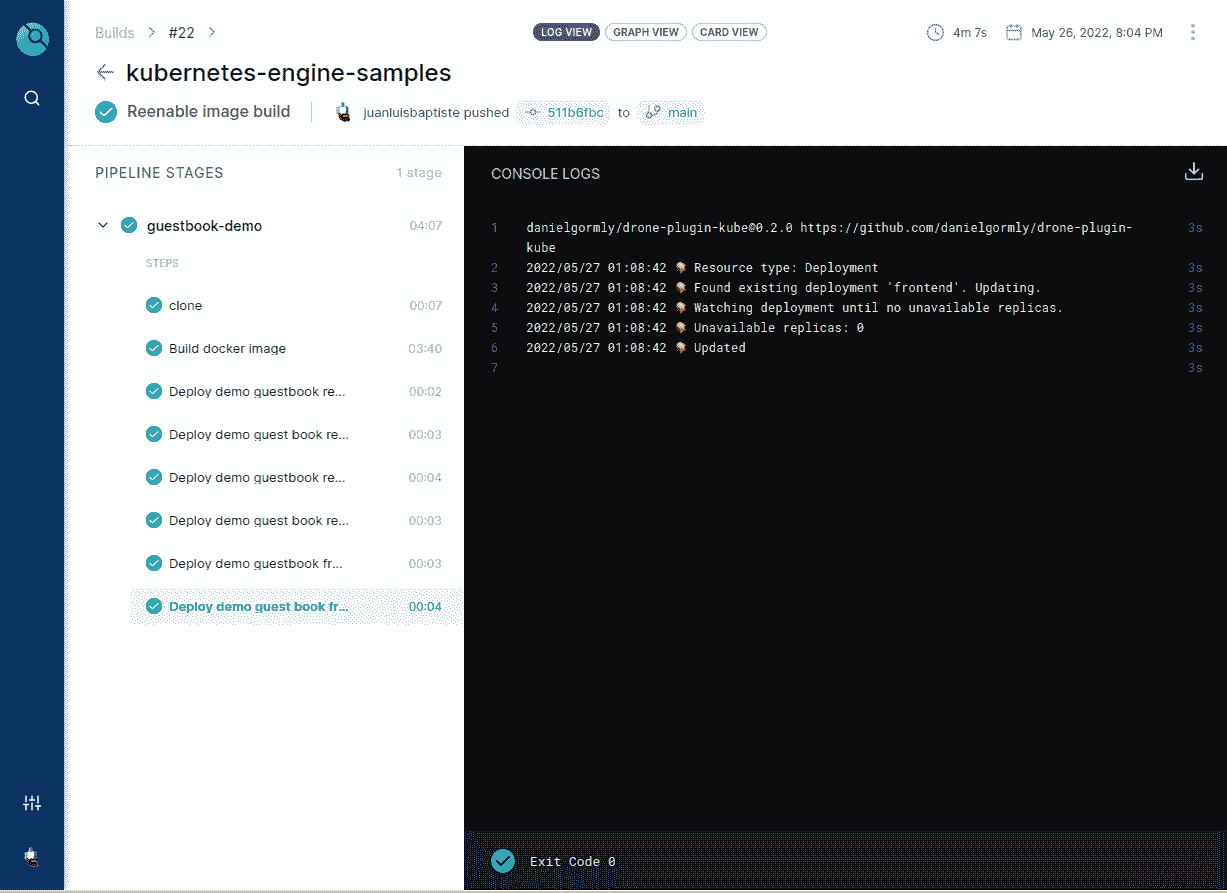 Builds > #22 >
LOG VIEW GRAPH VIEW CARD VIEW
4m 7s May 26, 2022, 8:04 PM
kubernetes-engine-samples
Reenable image build juanluisbaptiste pushed 511b6fbc to main
PIPELINE STAGES 1 stage
guestbook-demo 04:07
STEPS
clone 00:07
Build docker image 03:40
Deploy demo guestbook re... 00:02
Deploy demo guest book re... 00:03
Deploy demo guestbook re... 00:04
Deploy demo guest book re... 00:03
Deploy demo guestbook fr... 00:03
Deploy demo guest book fr... 00:04
CONSOLE LOGS
1 danielgormly/drone-plugin-kube@0.2.0 https://github.com/danielgormly/drone-plugin- 3s
kube
2 2022/05/27 01:08:42 Resource type: Deployment 3s
3 2022/05/27 01:08:42 Found existing deployment 'frontend'. Updating. 3s
4 2022/05/27 01:08:42 Watching deployment until no unavailable replicas. 3s
5 2022/05/27 01:08:42 Unavailable replicas: 0 3s
6 2022/05/27 01:08:42 Updated 3s
7 3s
Exit Code 0